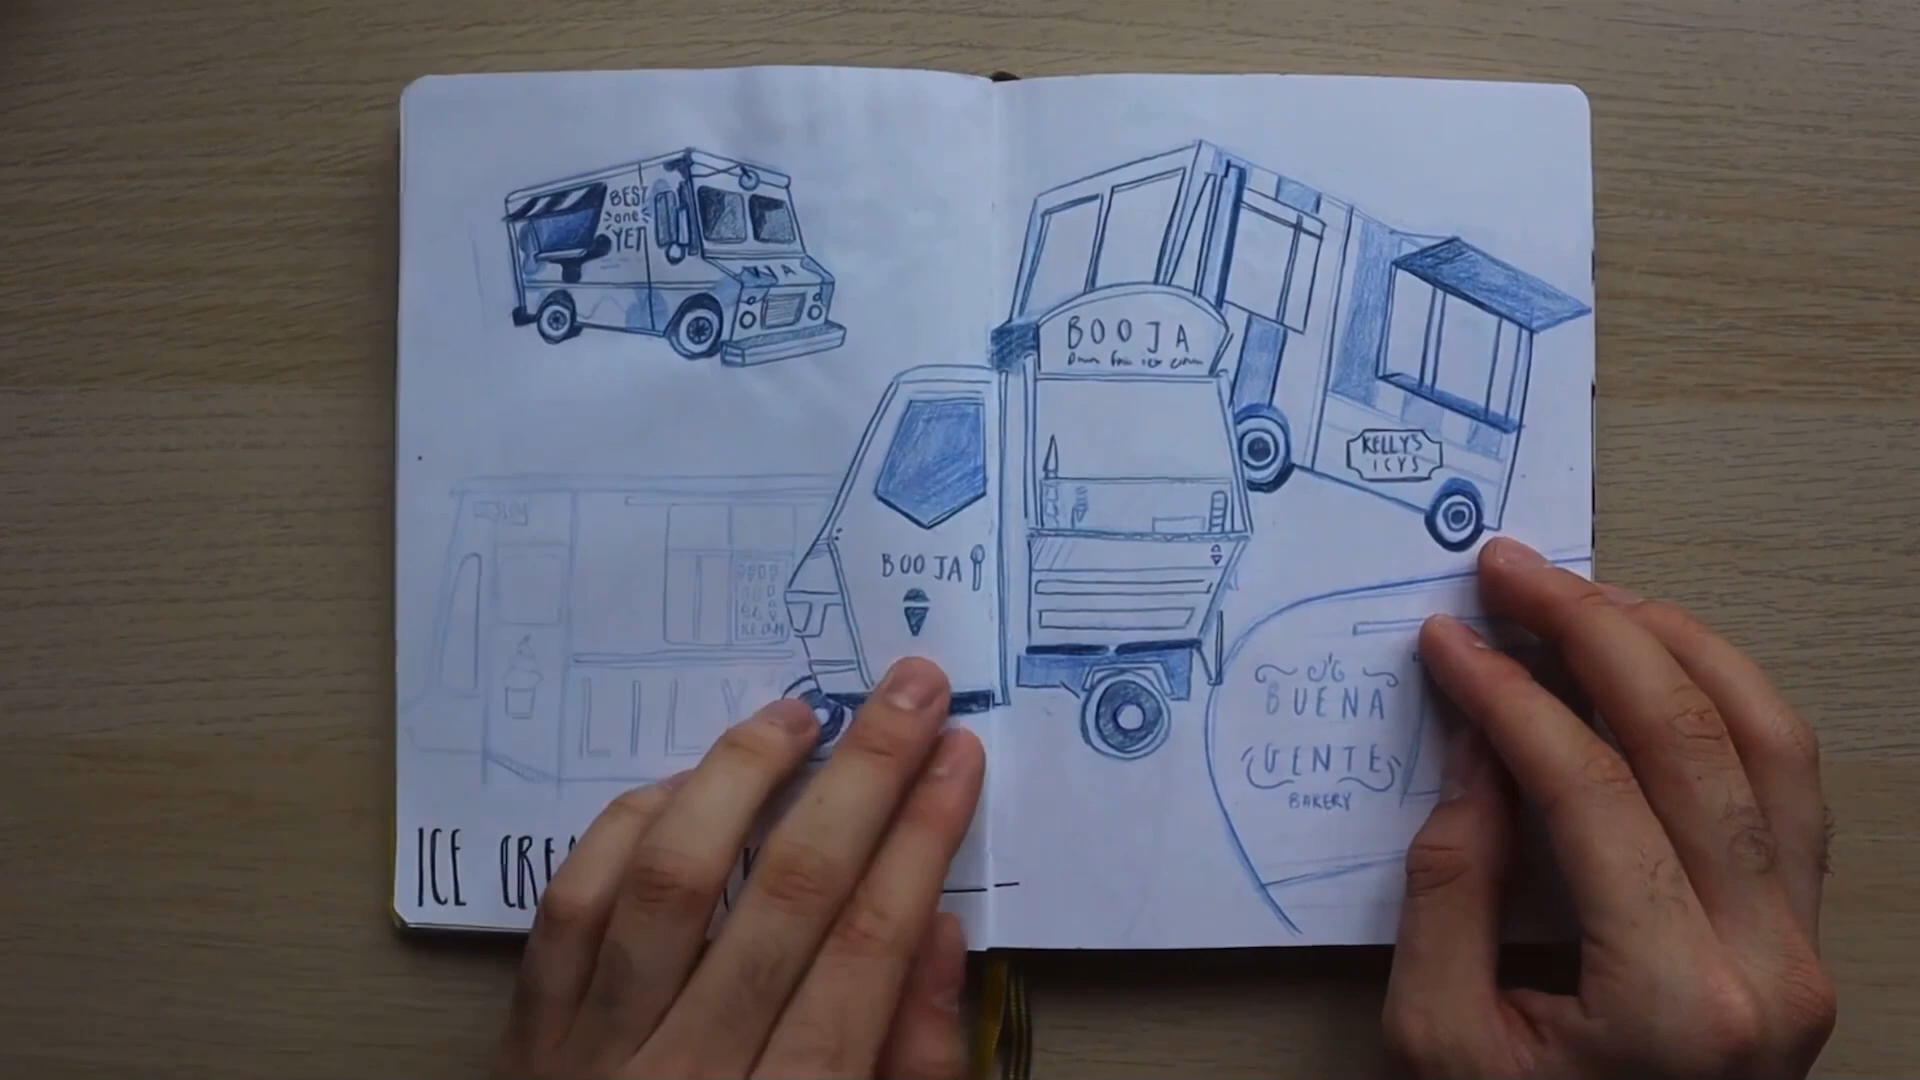 BEST
one
YET
BOOJA
KELLY'S
ICYS
BOOJA
LILY
BUENA
GENTE
BAKERY
ICE CREA